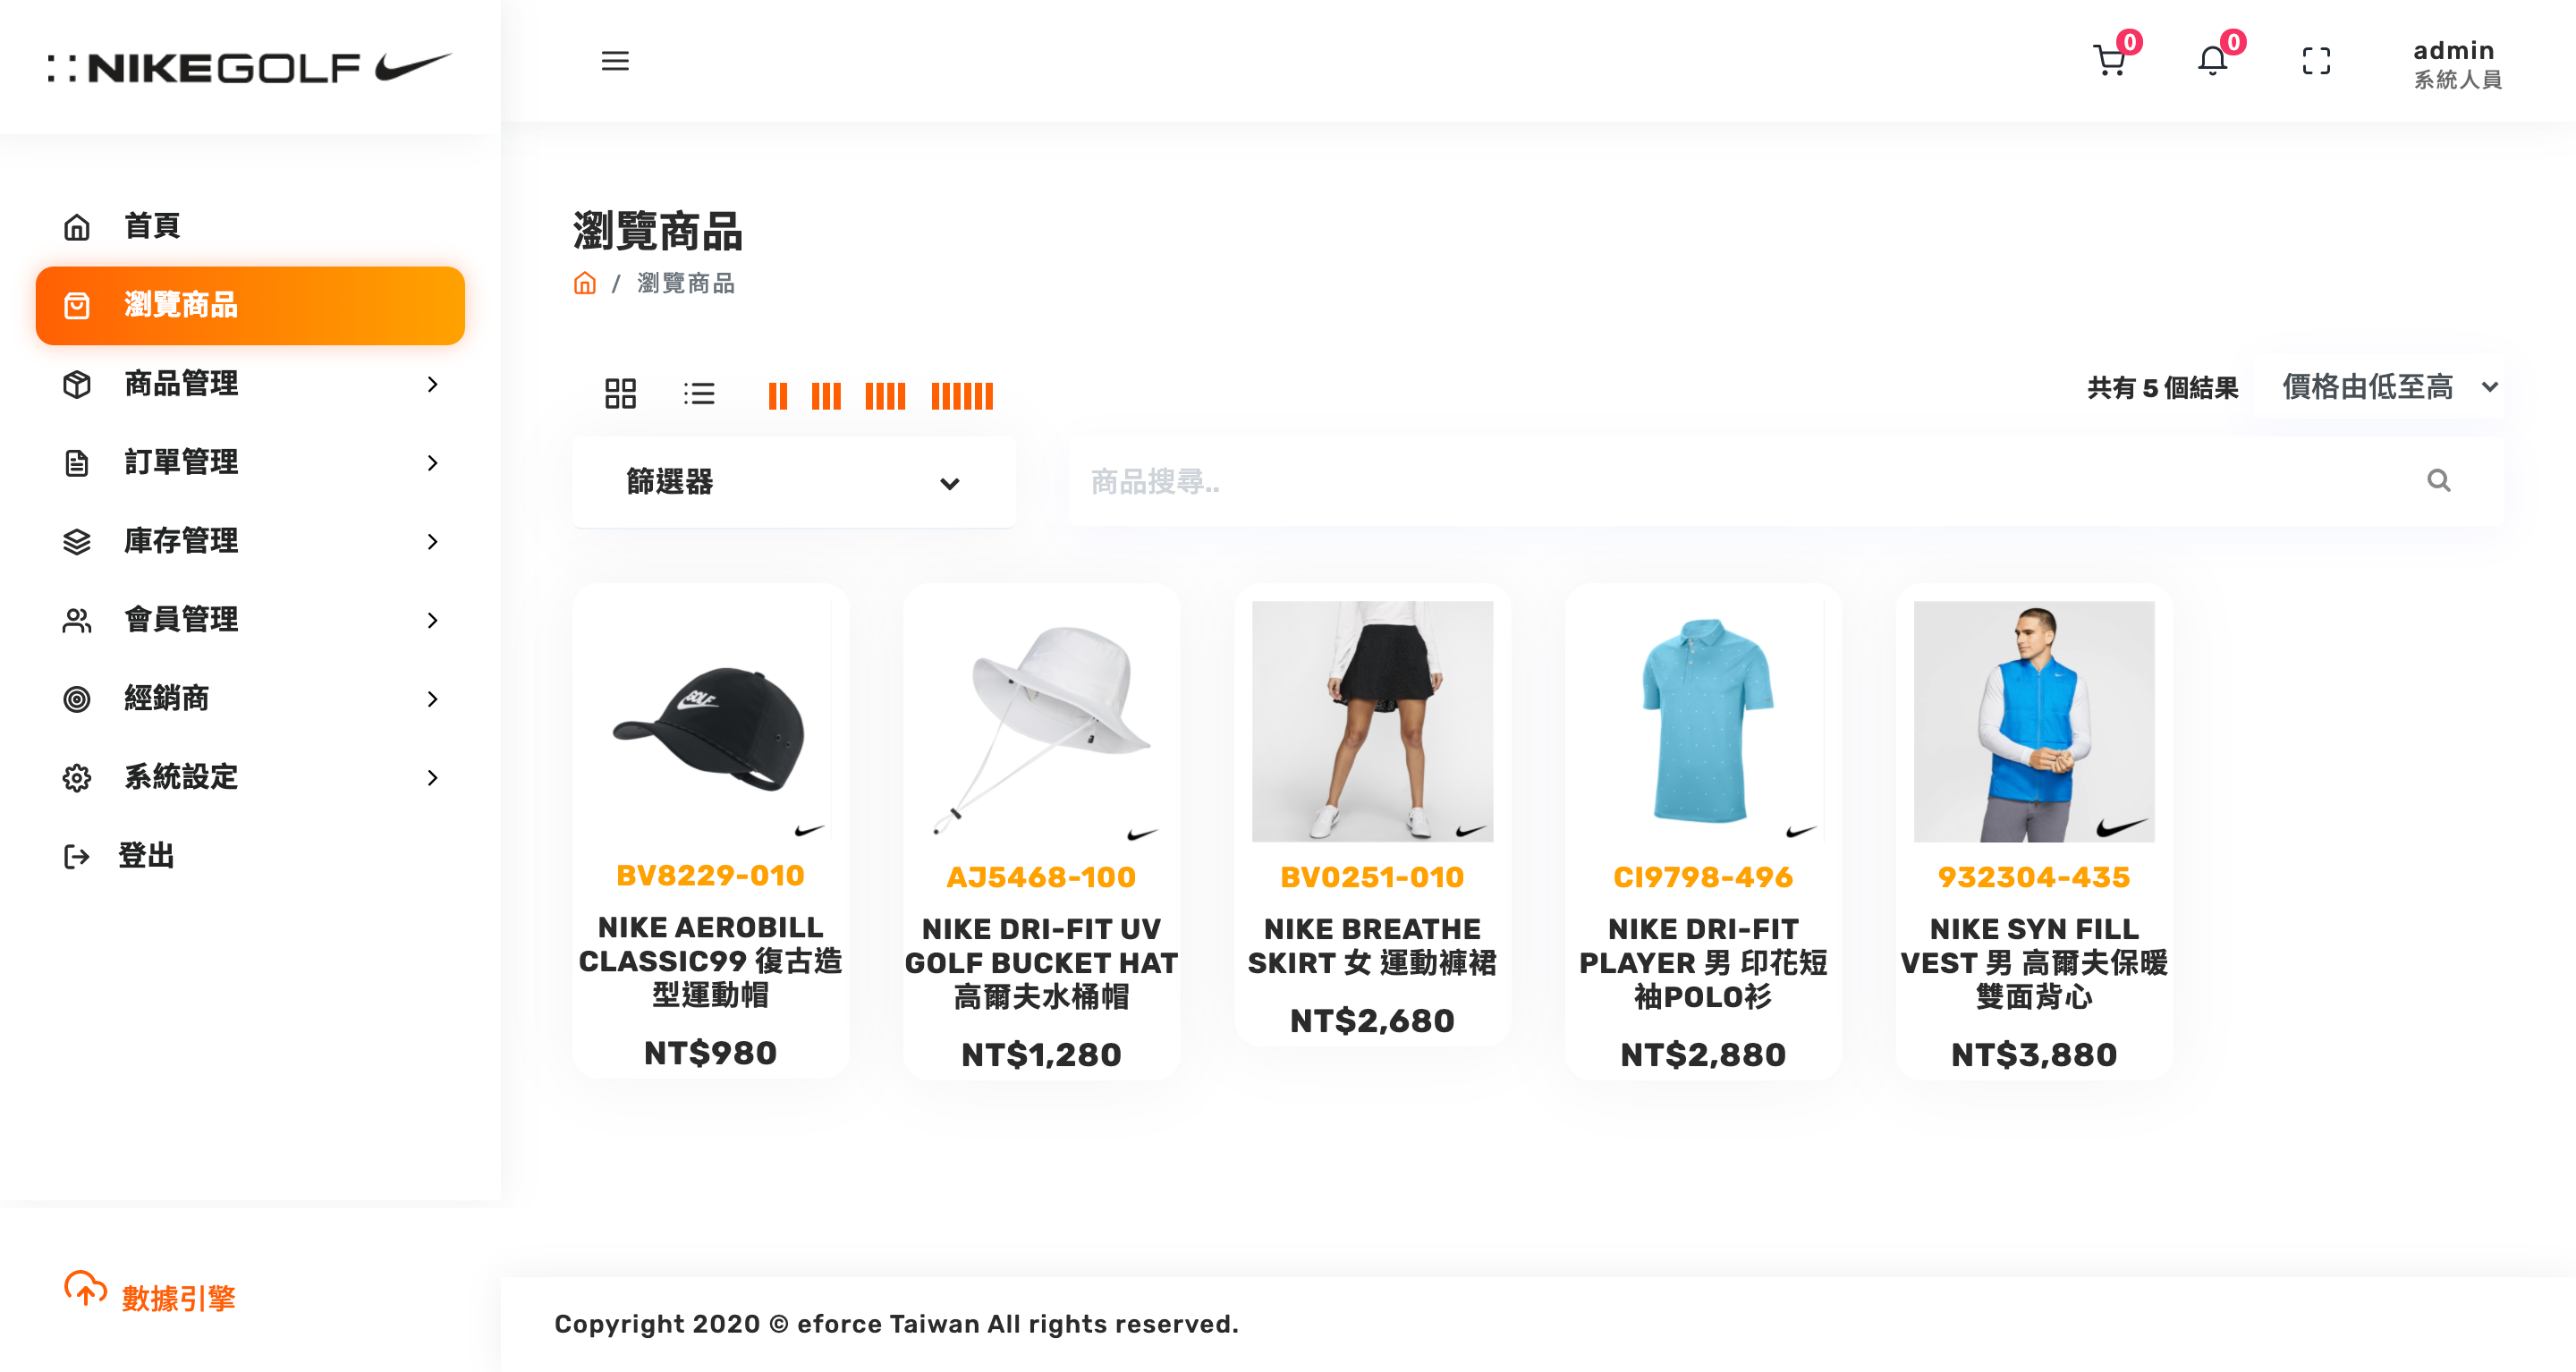 NIKEGOLF
0
0
admin
系統人員
首頁
瀏覽商品
商品管理
訂單管理
庫存管理
會員管理
經銷商
系統設定
登出
數據引擎
瀏覽商品
/ 瀏覽商品
共有 5 個結果
價格由低至高
篩選器
商品搜尋..
GOLF
BV8229-010
NIKE AEROBILL
CLASSIC99 復古造
型運動帽
NT$980
AJ5468-100
NIKE DRI-FIT UV
GOLF BUCKET HAT
高爾夫水桶帽
NT$1,280
BV0251-010
NIKE BREATHE
SKIRT 女 運動褲裙
NT$2,680
CI9798-496
NIKE DRI-FIT
PLAYER 男 印花短
袖POLO衫
NT$2,880
932304-435
NIKE SYN FILL
VEST 男 高爾夫保暖
雙面背心
NT$3,880
Copyright 2020 © eforce Taiwan All rights reserved.